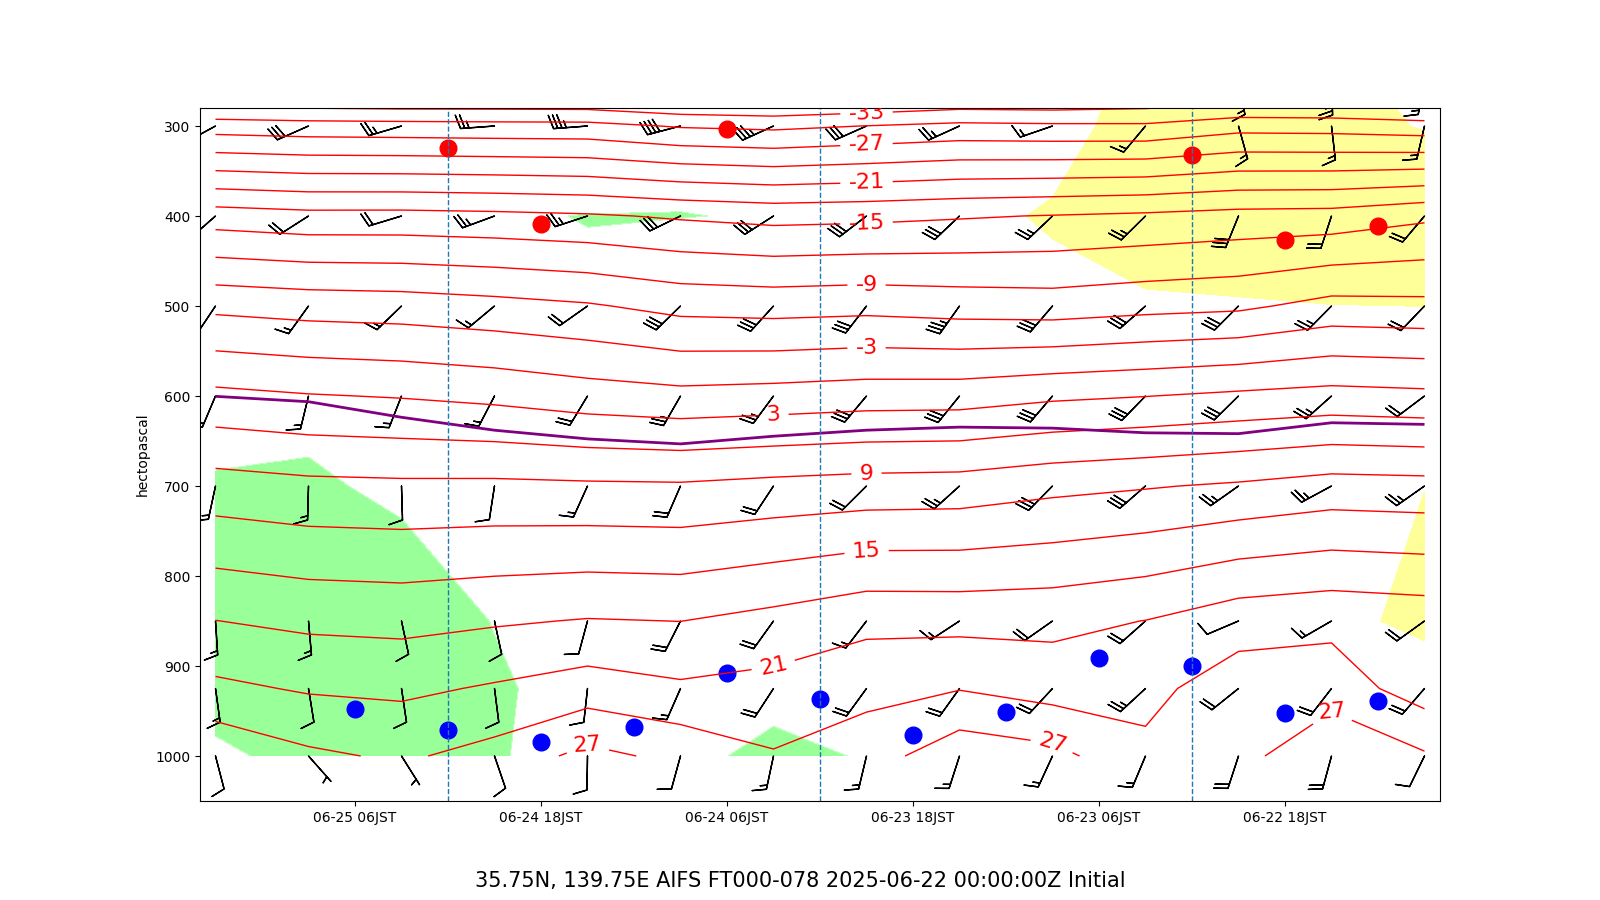 300
400
500
600
700
800
900
1000
hectopascal
-33
-27
-21
-15
-9
-3
3
9
15
21
27
27
27
06-25 06JST
06-24 18JST
06-24 06JST
06-23 18JST
06-23 06JST
06-22 18JST
35.75N, 139.75E AIFS FT000-078 2025-06-22 00:00:00Z Initial